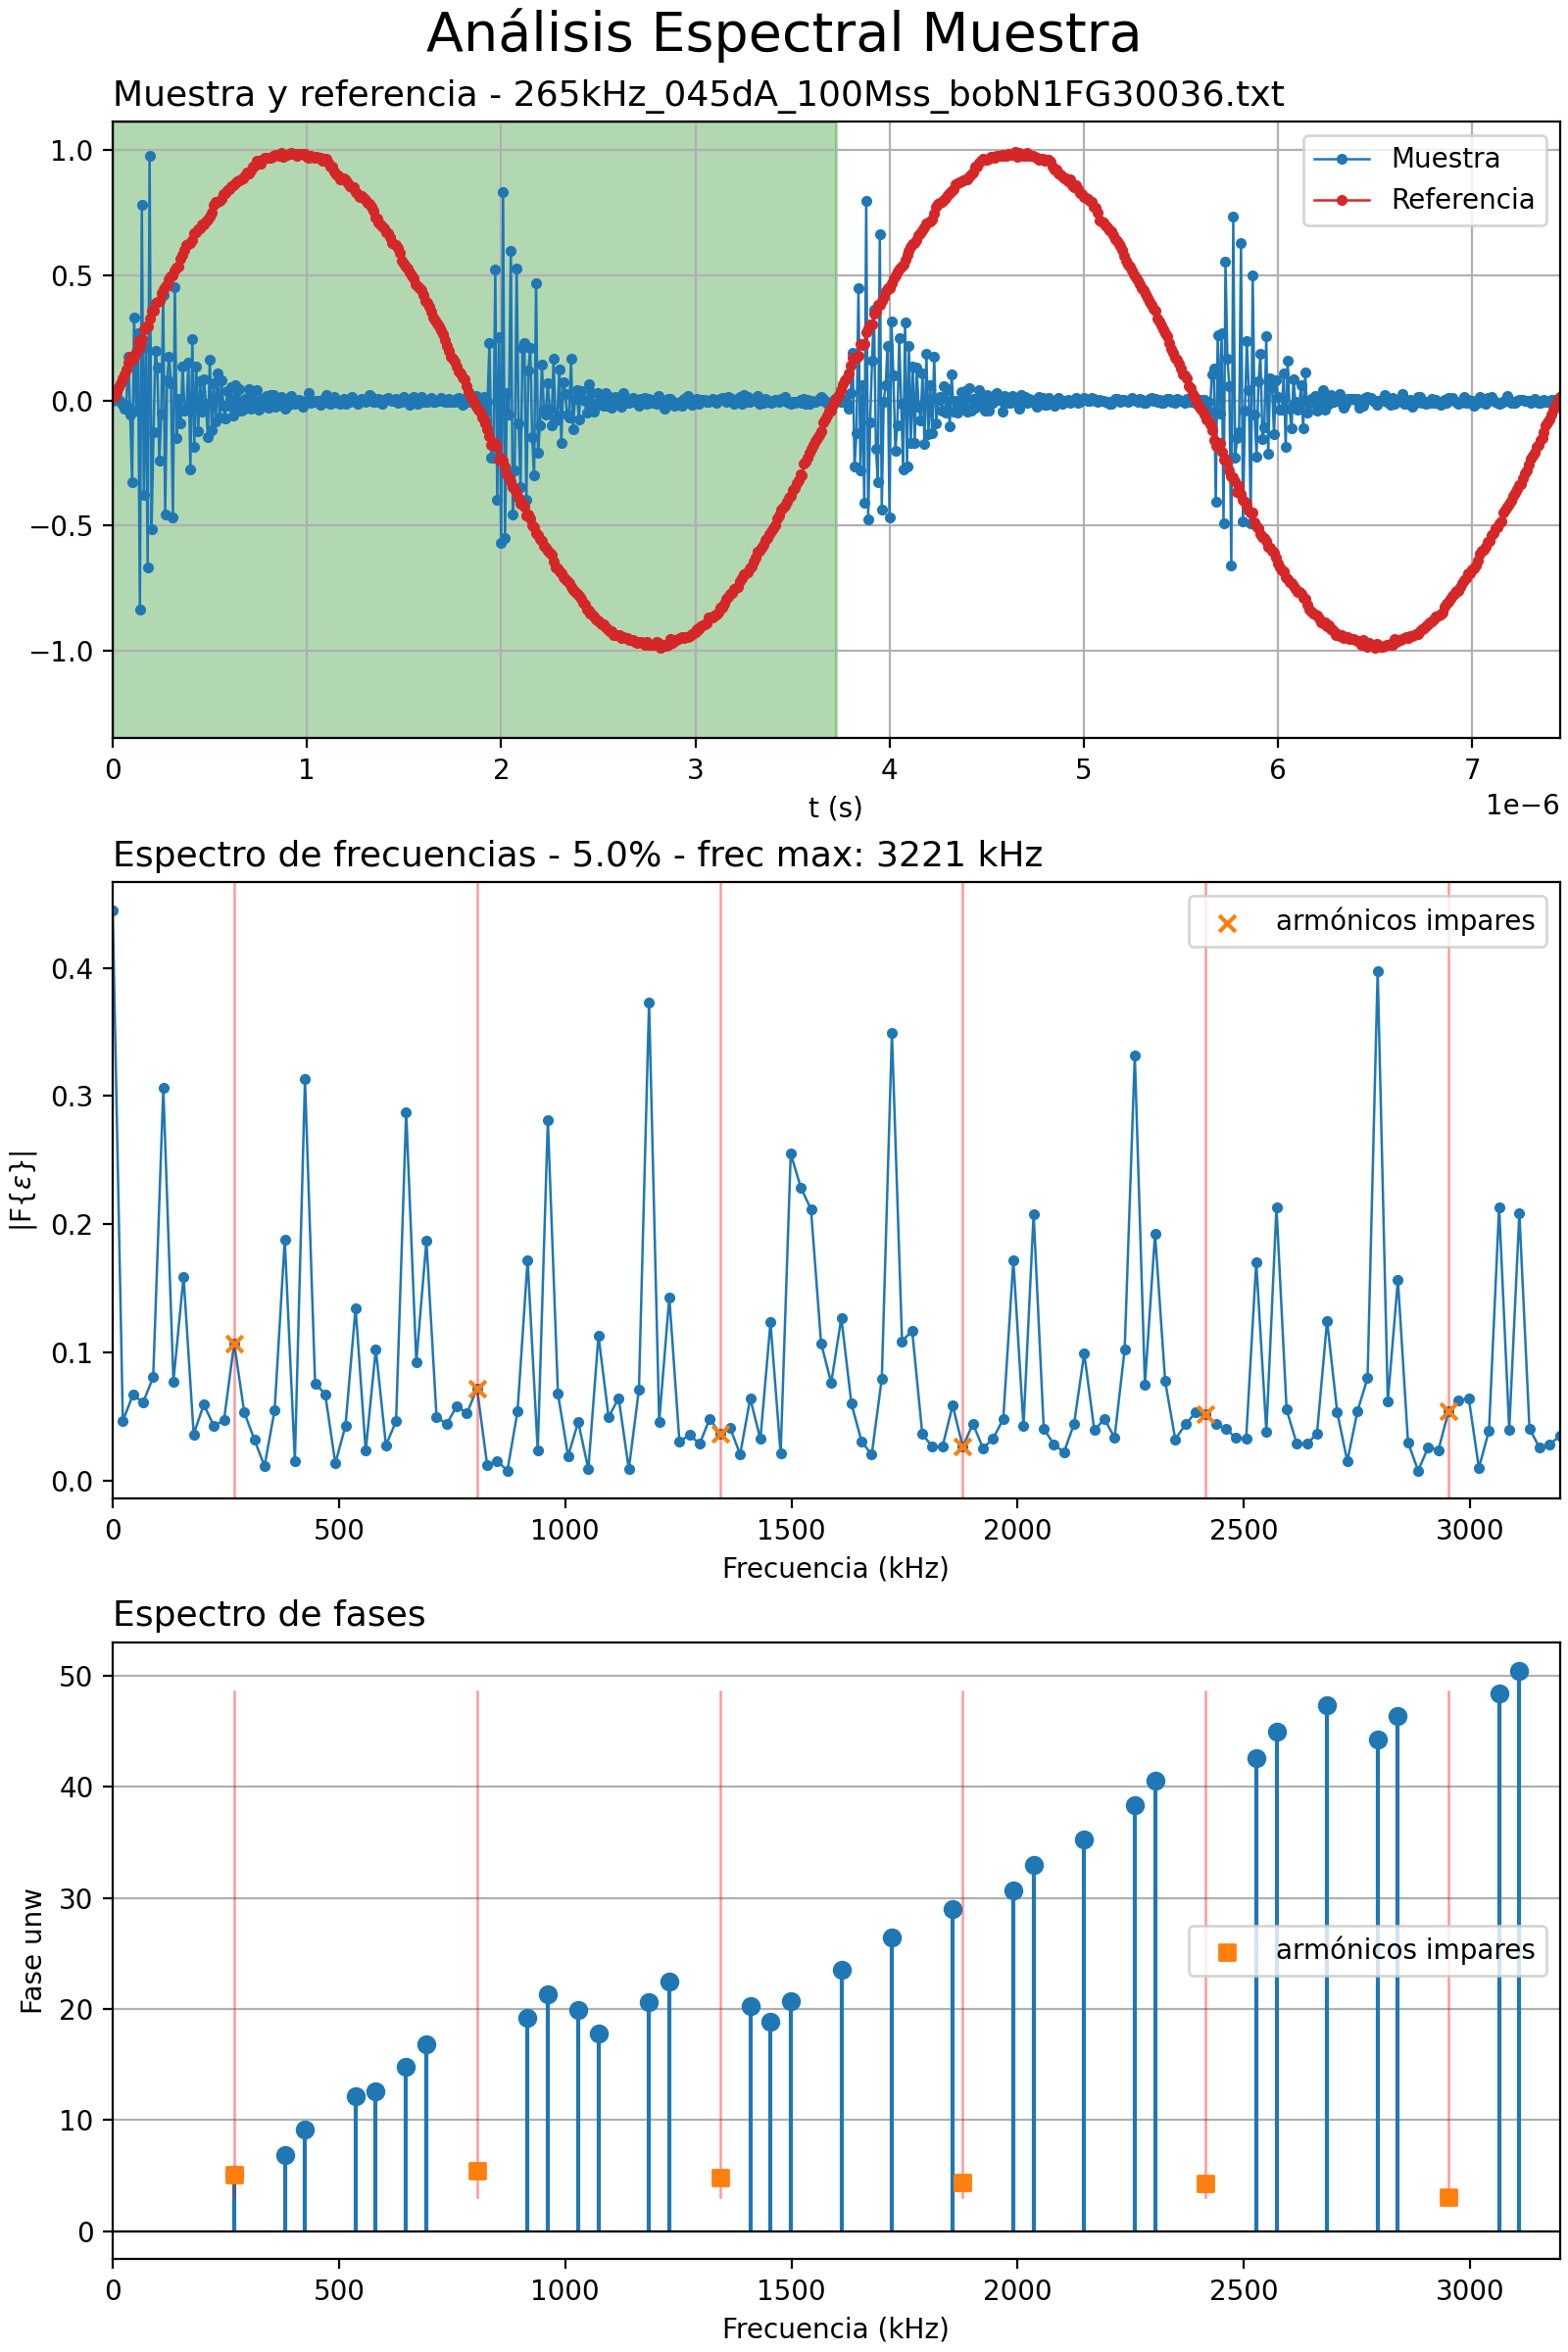 Análisis Espectral Muestra
Muestra y referencia - 265kHz_045dA_100Mss_bobN1FG30036.txt
1.0
0.5
0.0
−0.5
−1.0
Muestra
Referencia
0 1 2 3 4 5 6 7
t (s)
1e−6
Espectro de frecuencias - 5.0% - frec max: 3221 kHz
|F{ε}|
0.4
0.3
0.2
0.1
0.0
armónicos impares
0 500 1000 1500 2000 2500 3000
Frecuencia (kHz)
Espectro de fases
Fase unw
50
40
30
20
10
0
armónicos impares
0 500 1000 1500 2000 2500 3000
Frecuencia (kHz)